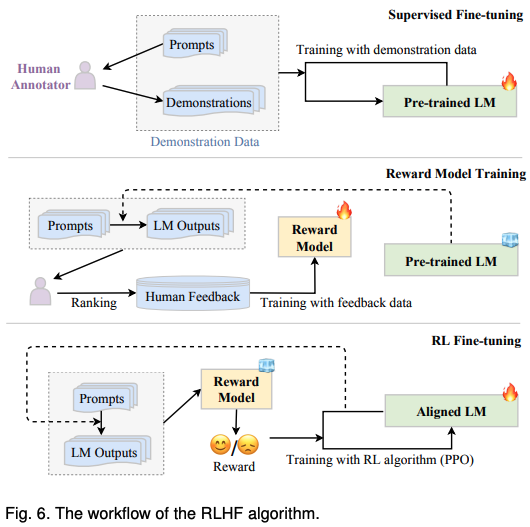 Supervised Fine-tuning
Prompts
Training with demonstration data
Human
Annotator
Demonstrations
Pre-trained LM
Demonstration Data
Reward Model Training
Prompts
LM Outputs
Reward
Model
Pre-trained LM
Ranking
Human Feedback
Training with feedback data
RL Fine-tuning
Prompts
Reward
Model
Aligned LM
LM Outputs
/
Reward
Training with RL algorithm (PPO)
Fig. 6. The workflow of the RLHF algorithm.